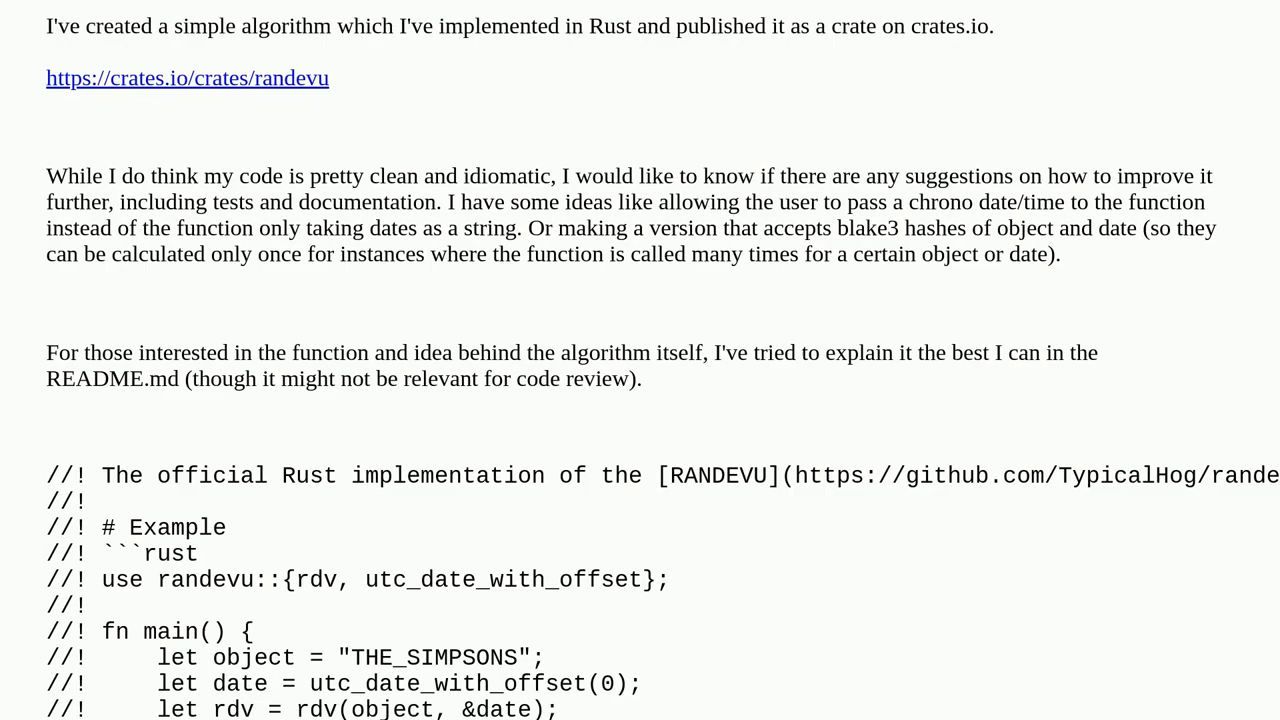 I've created a simple algorithm which I've implemented in Rust and published it as a crate on crates.io.
https://crates.io/crates/randevu
While I do think my code is pretty clean and idiomatic, I would like to know if there are any suggestions on how to improve it
further, including tests and documentation. I have some ideas like allowing the user to pass a chrono date/time to the function
instead of the function only taking dates as a string. Or making a version that accepts blake3 hashes of object and date (so they
can be calculated only once for instances where the function is called many times for a certain object or date).
For those interested in the function and idea behind the algorithm itself, I've tried to explain it the best I can in the
README.md (though it might not be relevant for code review).
//! The official Rust implementation of the [RANDEVU](https://github.com/TypicalHog/rande
//!
//! # Example
//! ```rust
//! use randevu::{rdv, utc_date_with_offset};
//!
//! fn main() {
//!     let object = "THE_SIMPSONS";
//!     let date = utc_date_with_offset(0);
//!     let rdv = rdv(object, &date);